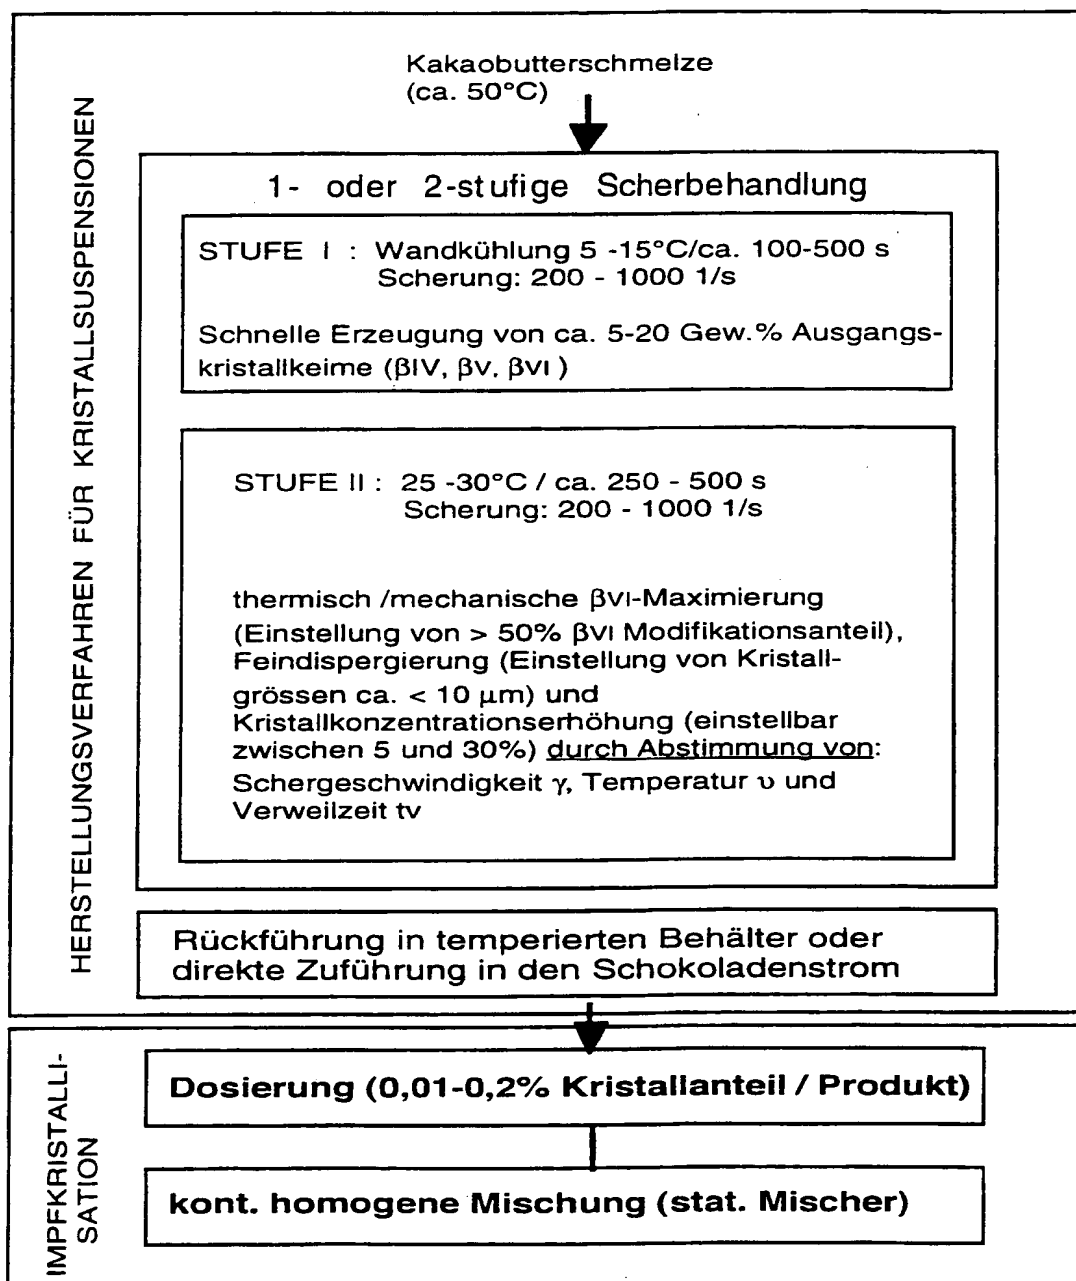 HERSTELLUNGSVERFAHREN FÜR KRISTALLSUSPENSIONEN
Kakaobutterschmelze
(ca. 50°C)
1- oder 2-stufige Scherbehandlung
STUFE I : Wandkühlung 5 -15°C/ca. 100-500 s
Scherung: 200 - 1000 1/s
Schnelle Erzeugung von ca. 5-20 Gew.% Ausgangs-
kristallkeime (βIV, βV, βVI )
STUFE II : 25 -30°C / ca. 250 - 500 s
Scherung: 200 - 1000 1/s
thermisch /mechanische βVI-Maximierung
(Einstellung von > 50% βVI Modifikationsanteil),
Feindispergierung (Einstellung von Kristall-
grössen ca. < 10 μm) und
Kristallkonzentrationserhöhung (einstellbar
zwischen 5 und 30%) durch Abstimmung von:
Schergeschwindigkeit γ, Temperatur υ und
Verweilzeit tv
Rückführung in temperierten Behälter oder
direkte Zuführung in den Schokoladenstrom
IMPFKRISTALLI-
SATION
Dosierung (0,01-0,2% Kristallanteil / Produkt)
kont. homogene Mischung (stat. Mischer)